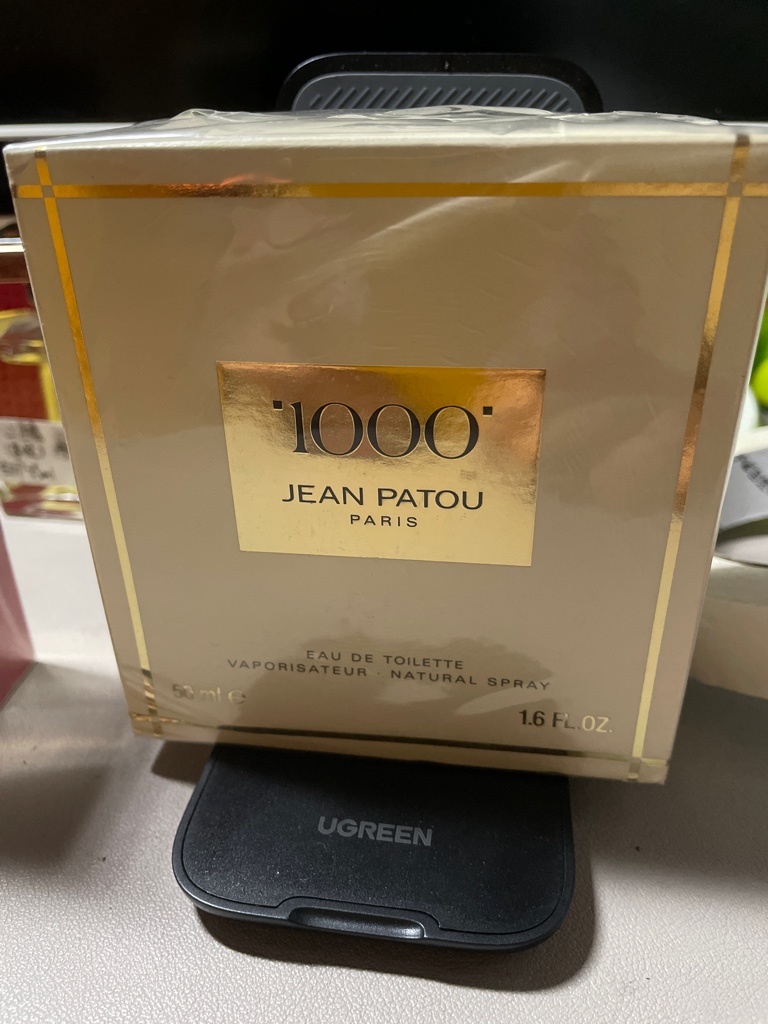 "1000"
JEAN PATOU
PARIS
EAU DE TOILETTE
VAPORISATEUR · NATURAL SPRAY
50 ml e
1.6 FL.OZ.
UGREEN